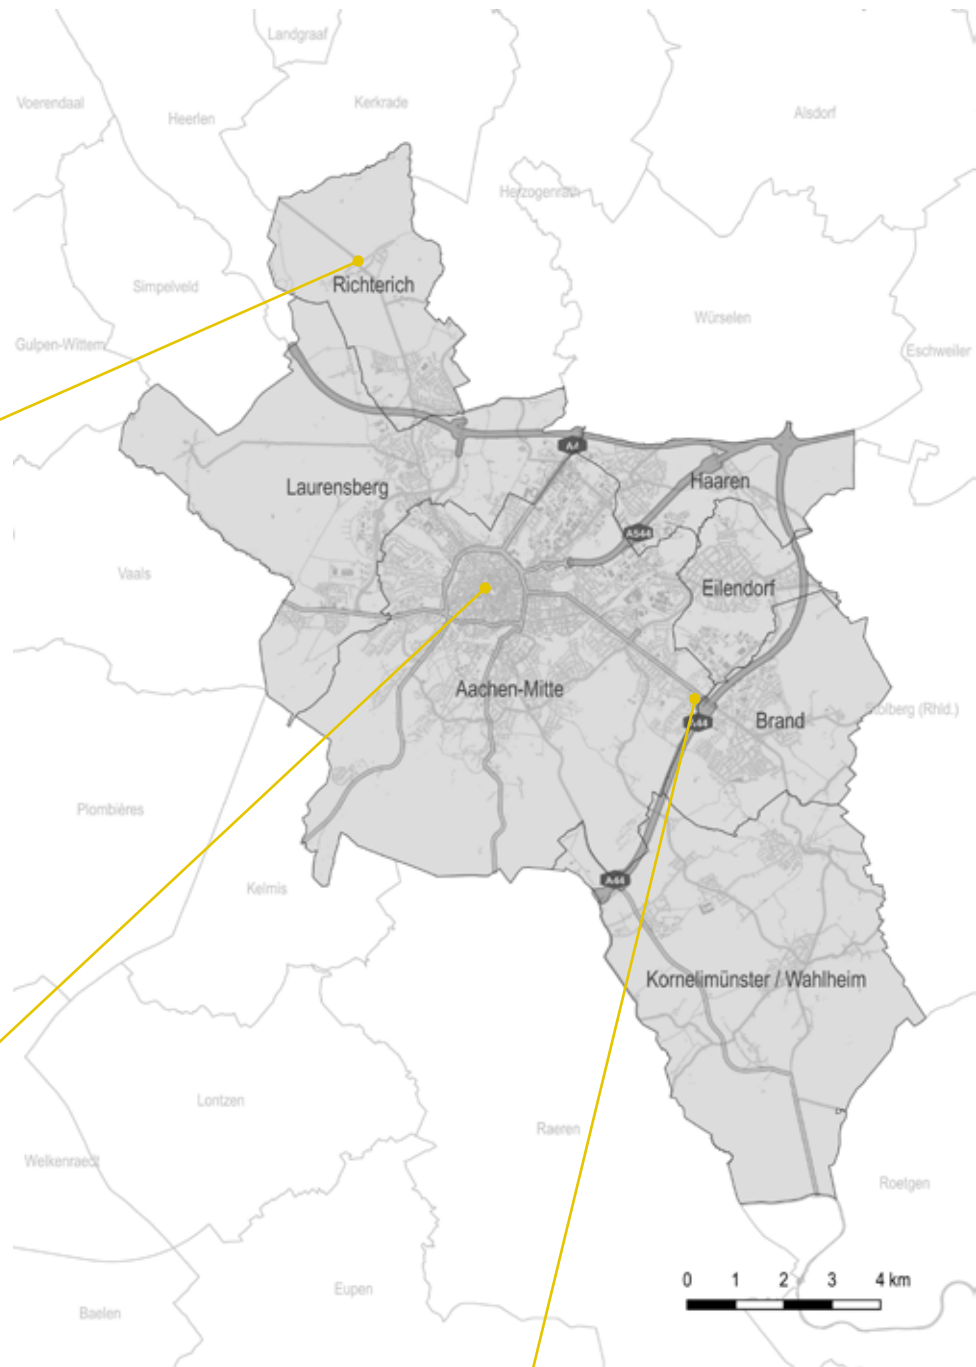 Landgraaf
Voerendaal
Kerkrade
Heerlen
Alsdorf
Herzogenrath
Simpelveld
Richterich
Würselen
Gulpen-Wittem
Eschweiler
A4
Haaren
Laurensberg
A544
Vaals
Eilendorf
Aachen-Mitte
Stolberg (Rhld.)
A44
Brand
Plombières
A44
Kelmis
Kornelimünster / Wahlheim
Lontzen
Raeren
Welkenraedt
Roetgen
0 1 2 3 4 km
Eupen
Baelen